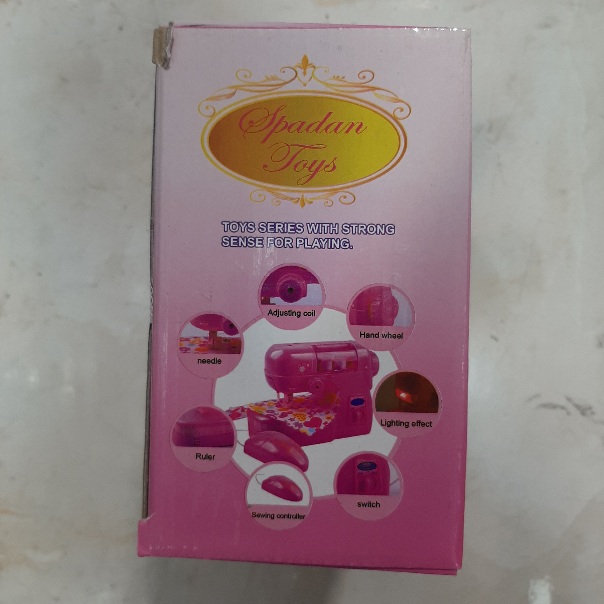 Spadan
Toys
TOYS SERIES WITH STRONG
SENSE FOR PLAYING.
Adjusting coil
Hand wheel
needle
Lighting effect
Ruler
switch
Sewing controller